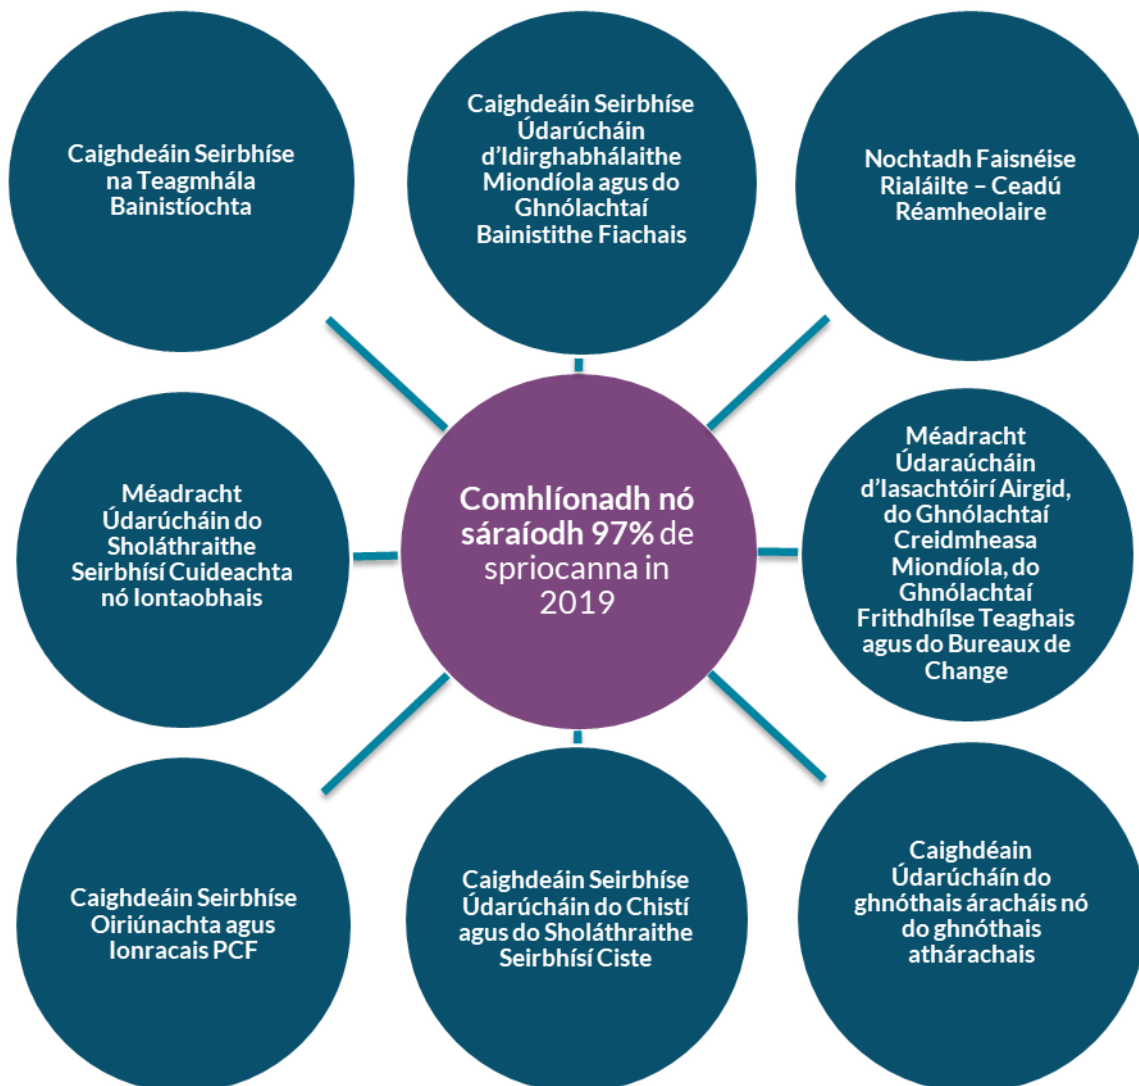 Caighdeáin Seirbhíse
na Teagmhála
Bainistíochta
Caighdeáin Seirbhíse
Údarúcháin
d'Idirghabhálaithe
Miondíola agus do
Ghnólachtaí
Bainistithe Fiachais
Nochtadh Faisnéise
Rialáilte – Ceadú
Réamheolaire
Méadracht
Údarúcháin do
Sholáthraithe
Seirbhísí Cuideachta
nó Iontaobhais
Comhlíonadh nó
sáraíodh 97% de
spriocanna in
2019
Méadracht
Údaraúcháin
d'Iasachtóirí Airgid,
do Ghnólachtaí
Creidmheasa
Miondíola, do
Ghnólachtaí
Frithdhílse Teaghais
agus do Bureaux de
Change
Caighdeáin Seirbhíse
Oiriúnachta agus
Ionracais PCF
Caighdeáin Seirbhíse
Údarúcháin do Chistí
agus do Sholáthraithe
Seirbhísí Ciste
Caighdéain
Údarúcháín do
ghnóthais árachais nó
do ghnóthais
athárachais